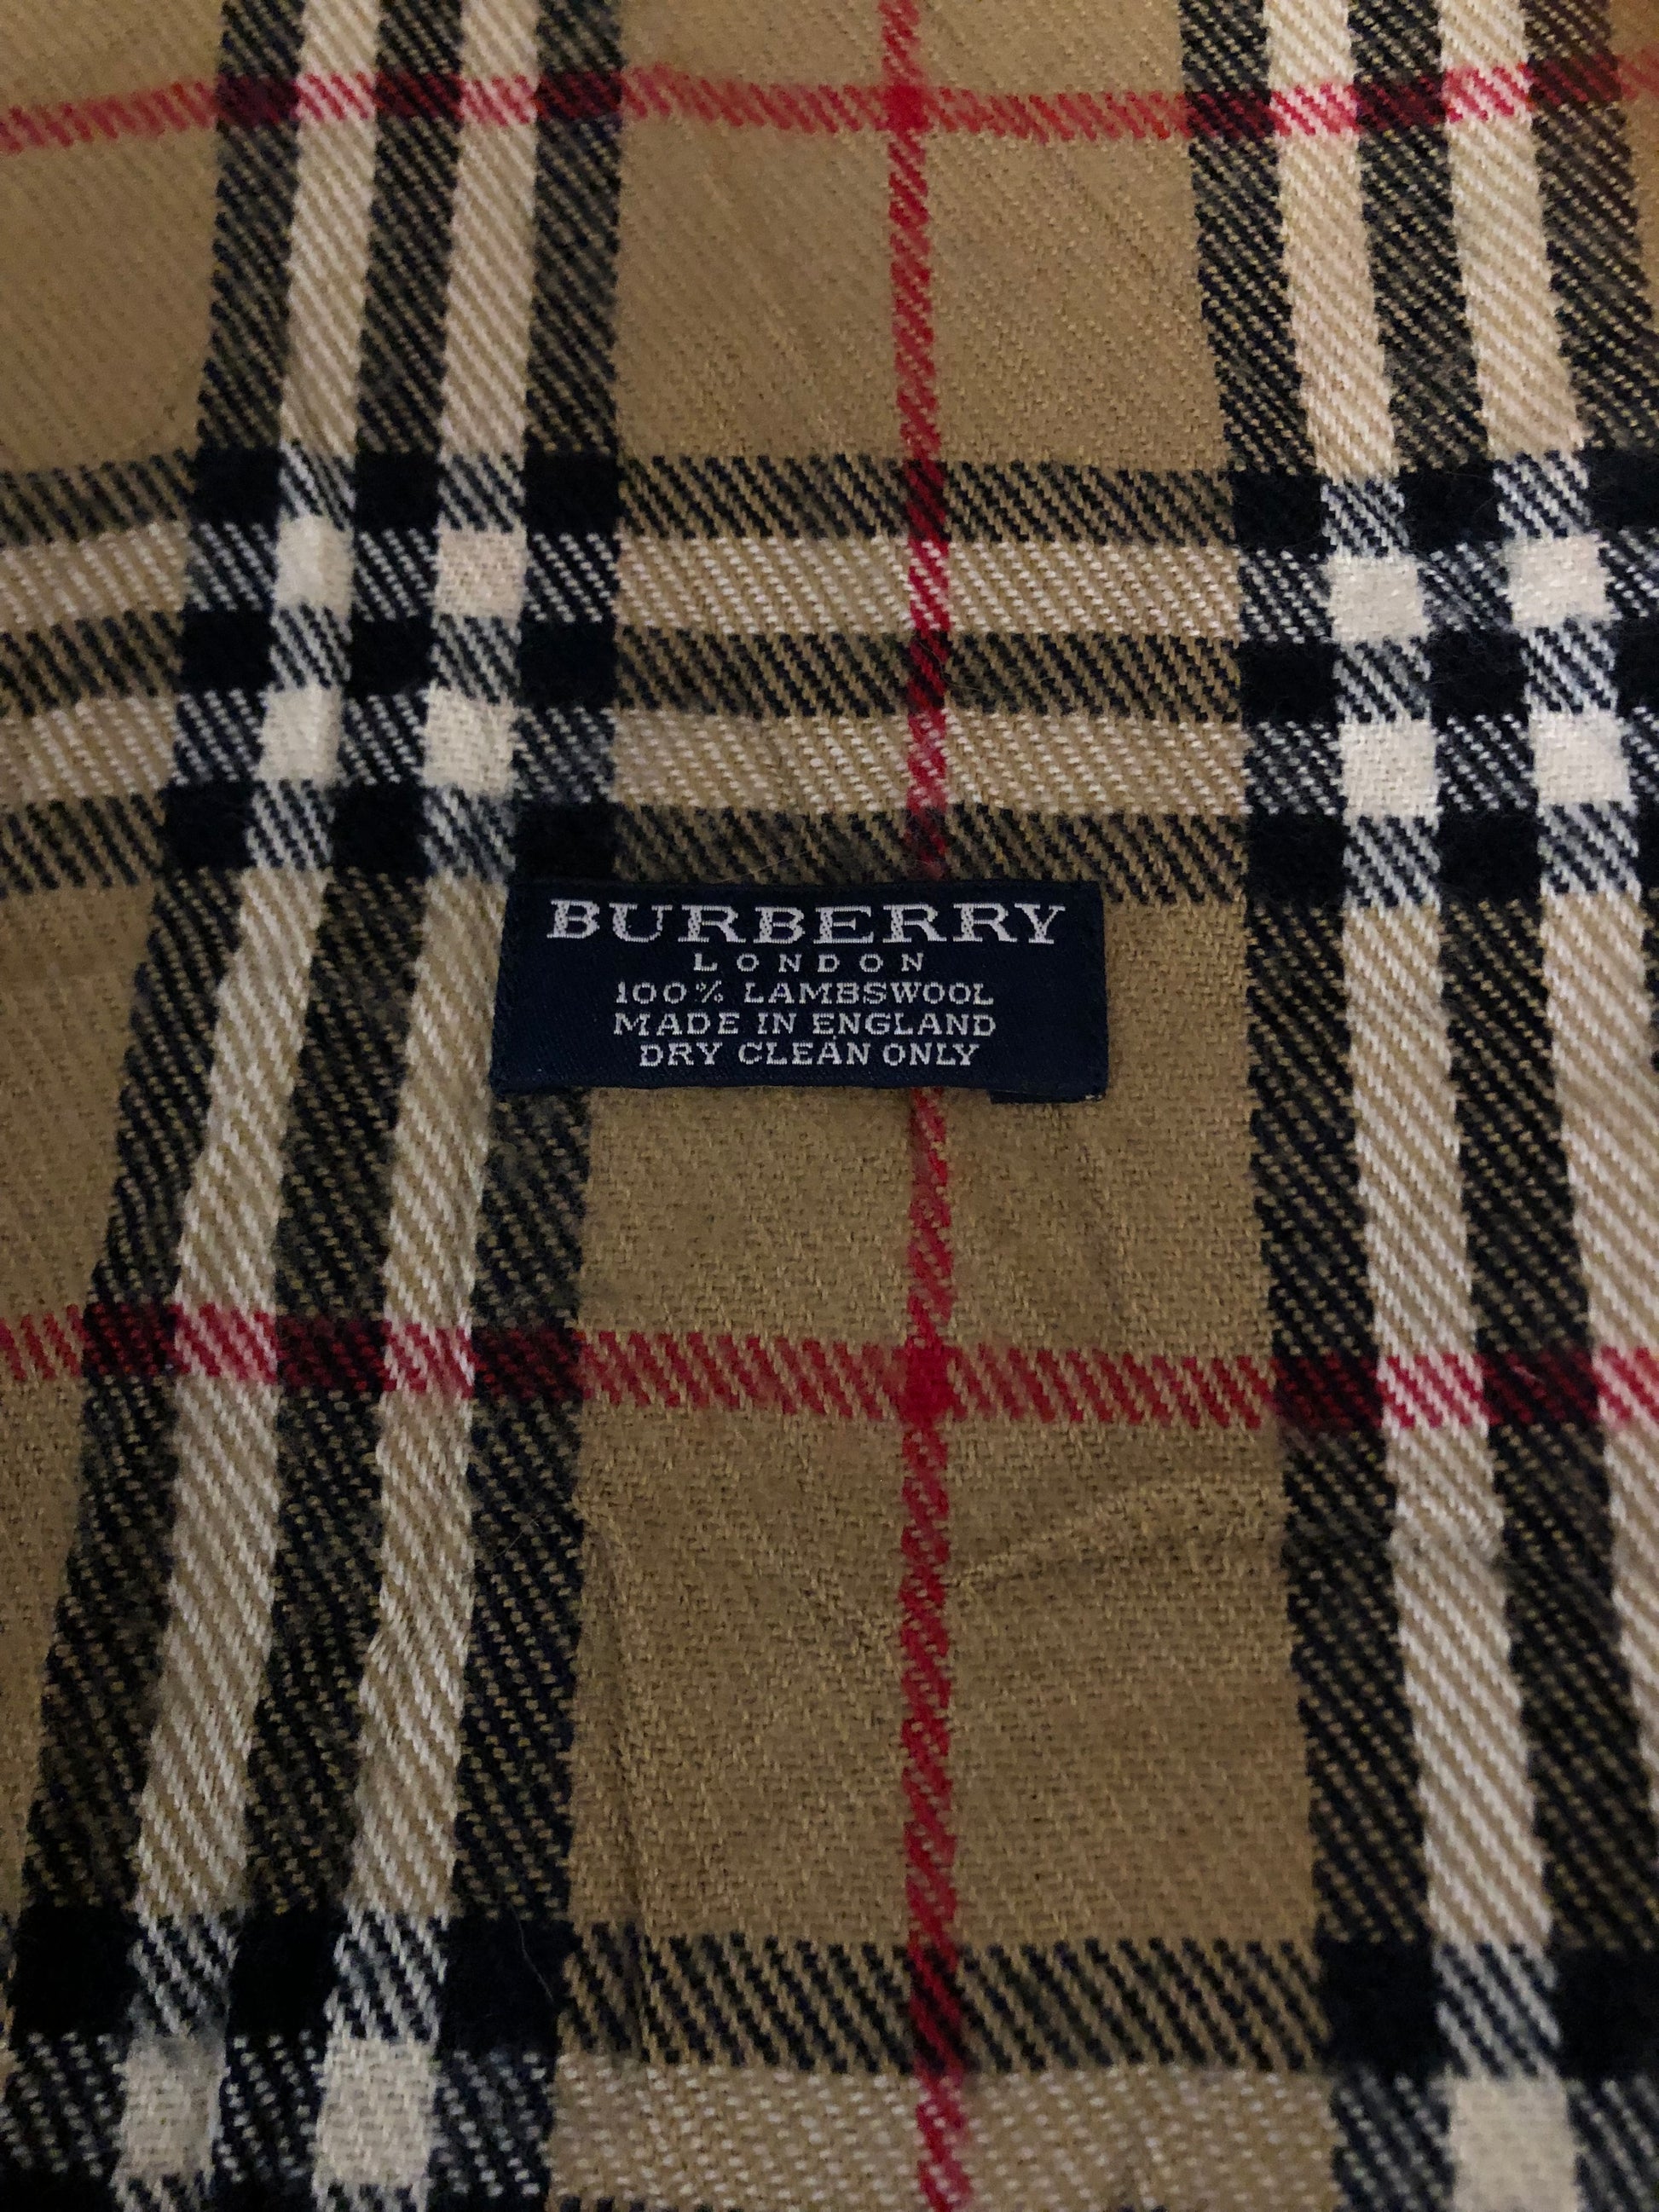 BURBERRY
LONDON
100% LAMBSWOOL
MADE IN ENGLAND
DRY CLEAN ONLY